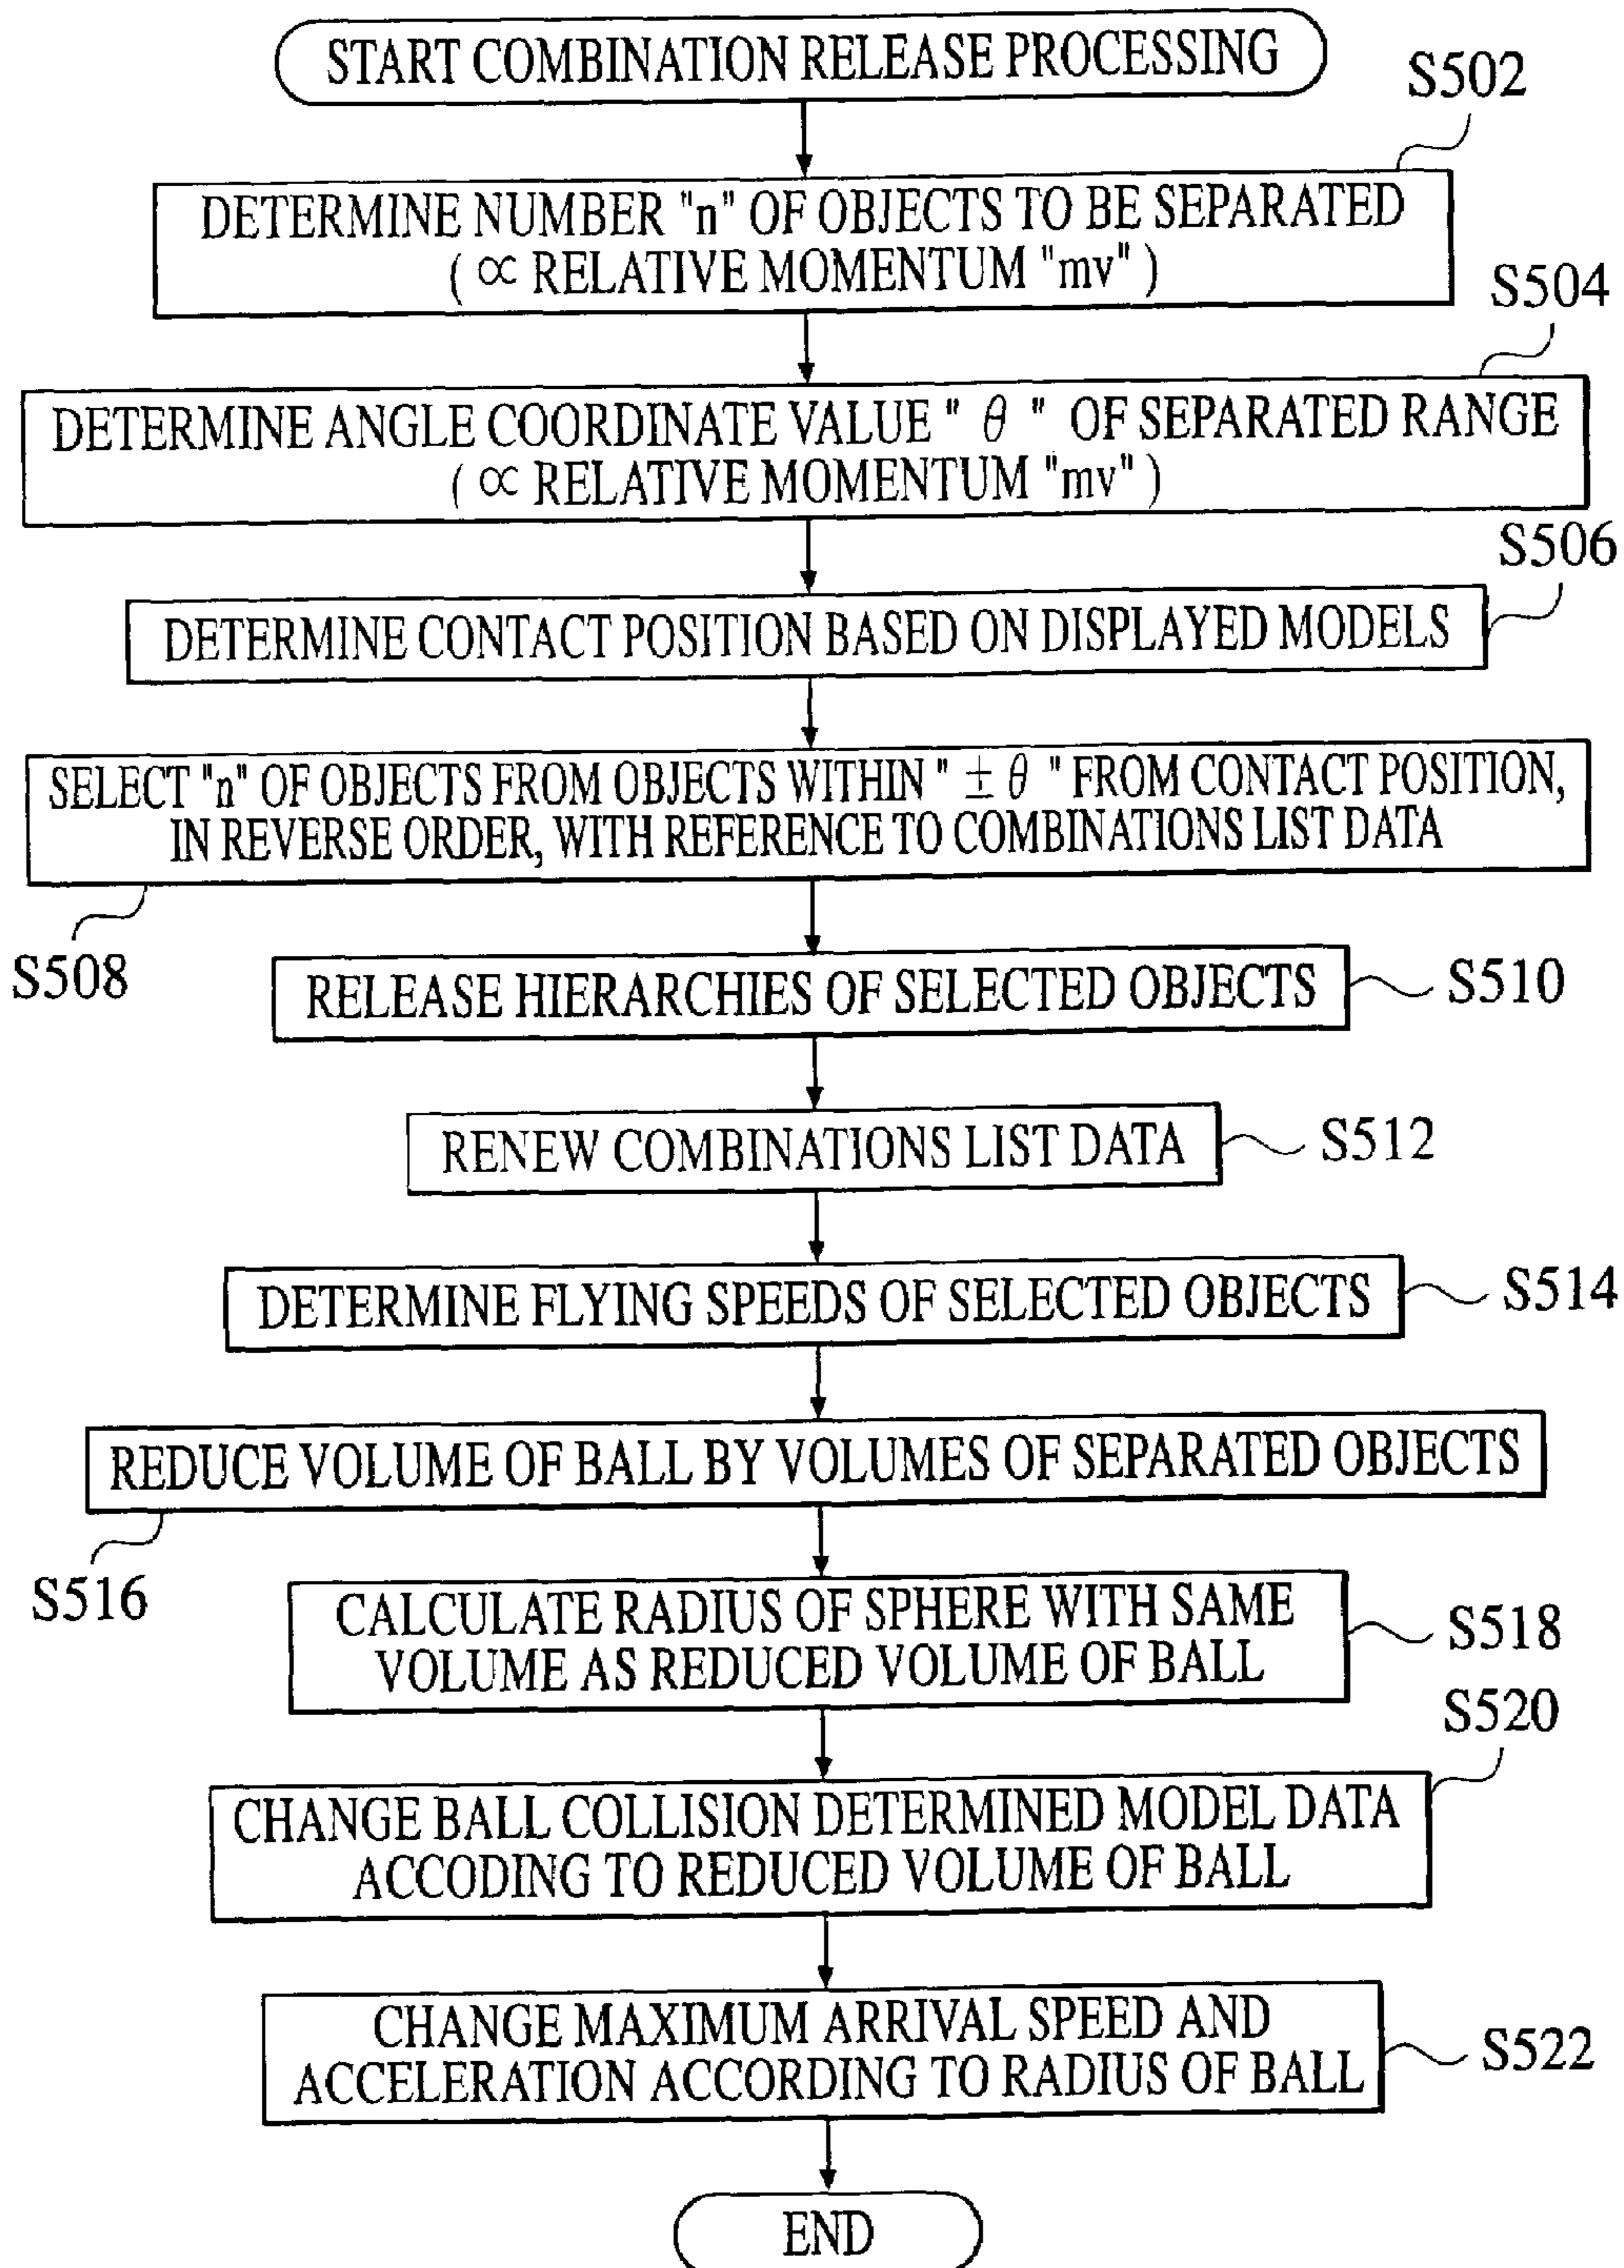 START COMBINATION RELEASE PROCESSING
S502
DETERMINE NUMBER "n" OF OBJECTS TO BE SEPARATED
( ∝ RELATIVE MOMENTUM "mv" )
S504
DETERMINE ANGLE COORDINATE VALUE " θ " OF SEPARATED RANGE
( ∝ RELATIVE MOMENTUM "mv" )
S506
DETERMINE CONTACT POSITION BASED ON DISPLAYED MODELS
SELECT "n" OF OBJECTS FROM OBJECTS WITHIN " ± θ " FROM CONTACT POSITION,
IN REVERSE ORDER, WITH REFERENCE TO COMBINATIONS LIST DATA
S508
RELEASE HIERARCHIES OF SELECTED OBJECTS
S510
RENEW COMBINATIONS LIST DATA
S512
DETERMINE FLYING SPEEDS OF SELECTED OBJECTS
S514
REDUCE VOLUME OF BALL BY VOLUMES OF SEPARATED OBJECTS
S516
CALCULATE RADIUS OF SPHERE WITH SAME
VOLUME AS REDUCED VOLUME OF BALL
S518
S520
CHANGE BALL COLLISION DETERMINED MODEL DATA
ACCODING TO REDUCED VOLUME OF BALL
CHANGE MAXIMUM ARRIVAL SPEED AND
ACCELERATION ACCORDING TO RADIUS OF BALL
S522
END